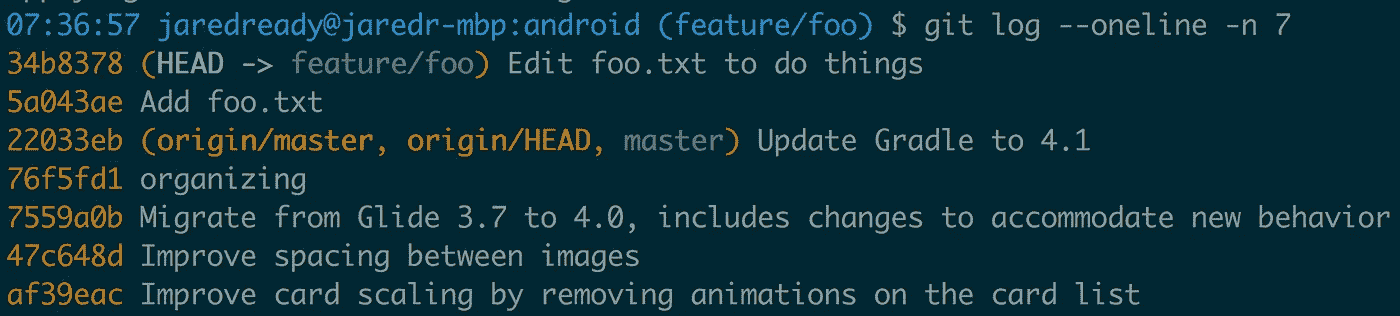 07:36:57 jaredready@jaredr-mbp:android (feature/foo) $ git log --oneline -n 7
34b8378 (HEAD -> feature/foo) Edit foo.txt to do things
5a043ae Add foo.txt
22033eb (origin/master, origin/HEAD, master) Update Gradle to 4.1
76f5fd1 organizing
7559a0b Migrate from Glide 3.7 to 4.0, includes changes to accommodate new behavior
47c648d Improve spacing between images
af39eac Improve card scaling by removing animations on the card list